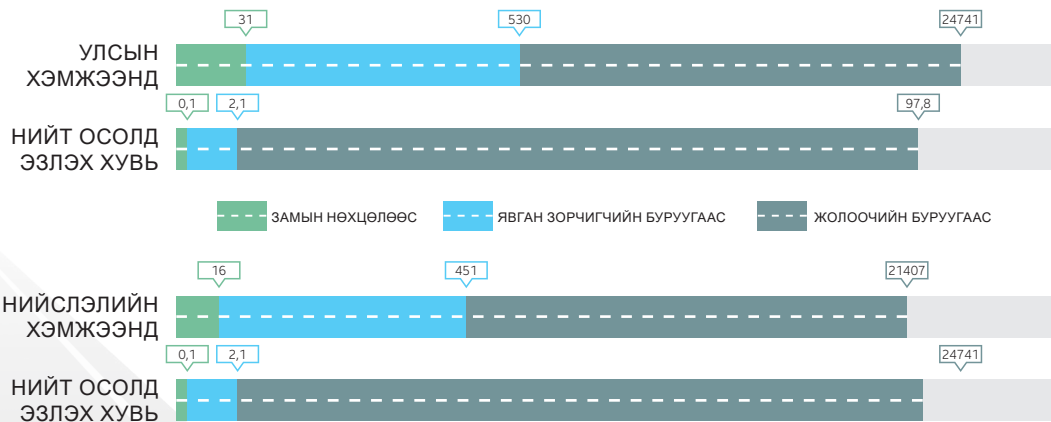 31 530 24741
УЛСЫН
ХЭМЖЭЭНД
0,1 2,1 97,8
НИЙТ ОСОЛД
ЭЗЛЭХ ХУВЬ
ЗАМЫН НӨХЦӨЛӨӨС ЯВГАН ЗОРЧИГЧИЙН БУРУУГААС ЖОЛООЧИЙН БУРУУГААС
16 451 21407
НИЙСЛЭЛИЙН
ХЭМЖЭЭНД
0,1 2,1 24741
НИЙТ ОСОЛД
ЭЗЛЭХ ХУВЬ